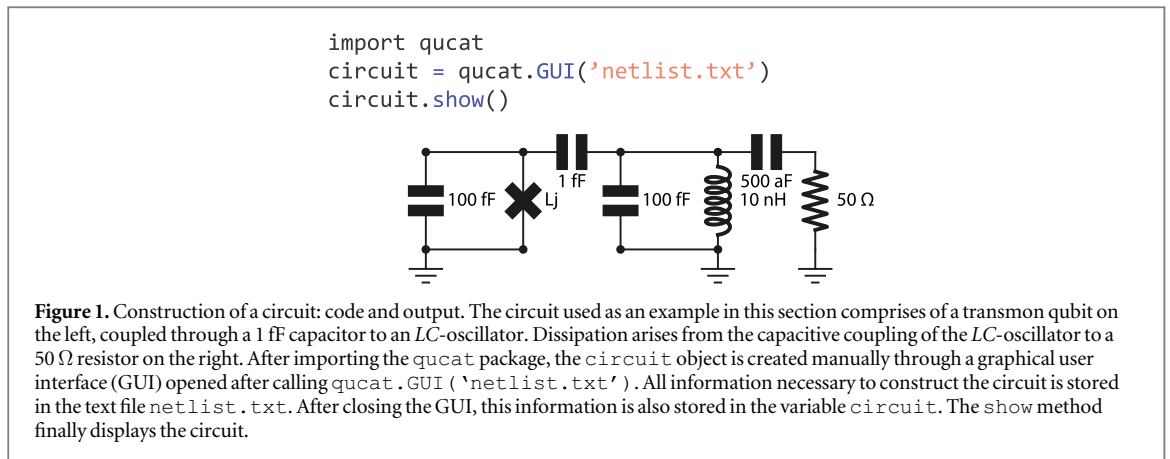 import qucat
circuit = qucat.GUI(’netlist.txt’)
circuit.show()
1 fF
500 aF
100 fF
Lj
100 fF
10 nH
50 Ω
Figure 1. Construction of a circuit: code and output. The circuit used as an example in this section comprises of a transmon qubit on
the left, coupled through a 1 fF capacitor to an LC-oscillator. Dissipation arises from the capacitive coupling of the LC-oscillator to a
50 Ω resistor on the right. After importing the qucat package, the circuit object is created manually through a graphical user
interface (GUI) opened after calling qucat.GUI(‘netlist.txt’). All information necessary to construct the circuit is stored
in the text file netlist.txt. After closing the GUI, this information is also stored in the variable circuit. The show method
finally displays the circuit.